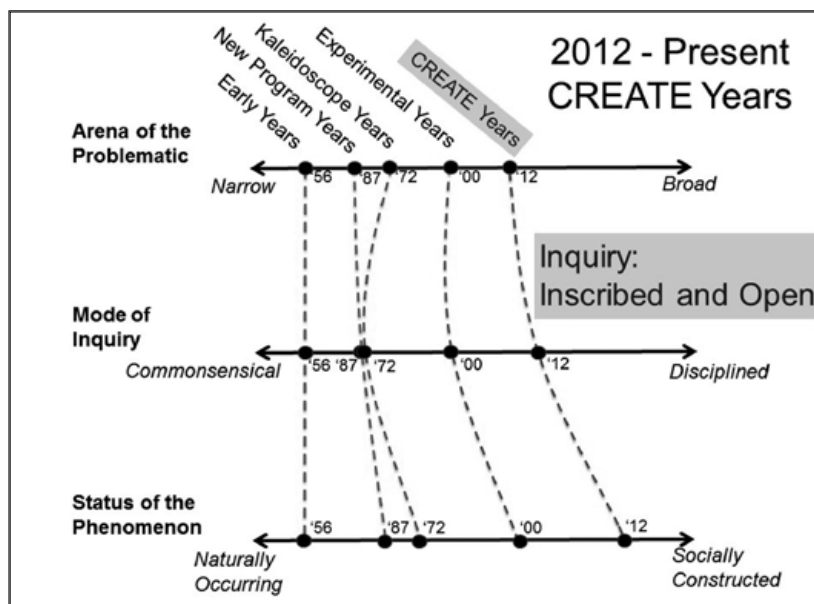 2012 - Present
CREATE Years
Early Years
New Program Years
Kaleidoscope Years
Experimental Years
CREATE Years
Arena of the
Problematic
'56 '87 '72 '00 '12
Narrow
Broad
Inquiry:
Inscribed and Open
Mode of
Inquiry
'56 '87 '72 '00 '12
Commonsensical
Disciplined
Status of the
Phenomenon
'56 '87 '72 '00 '12
Naturally
Occurring
Socially
Constructed